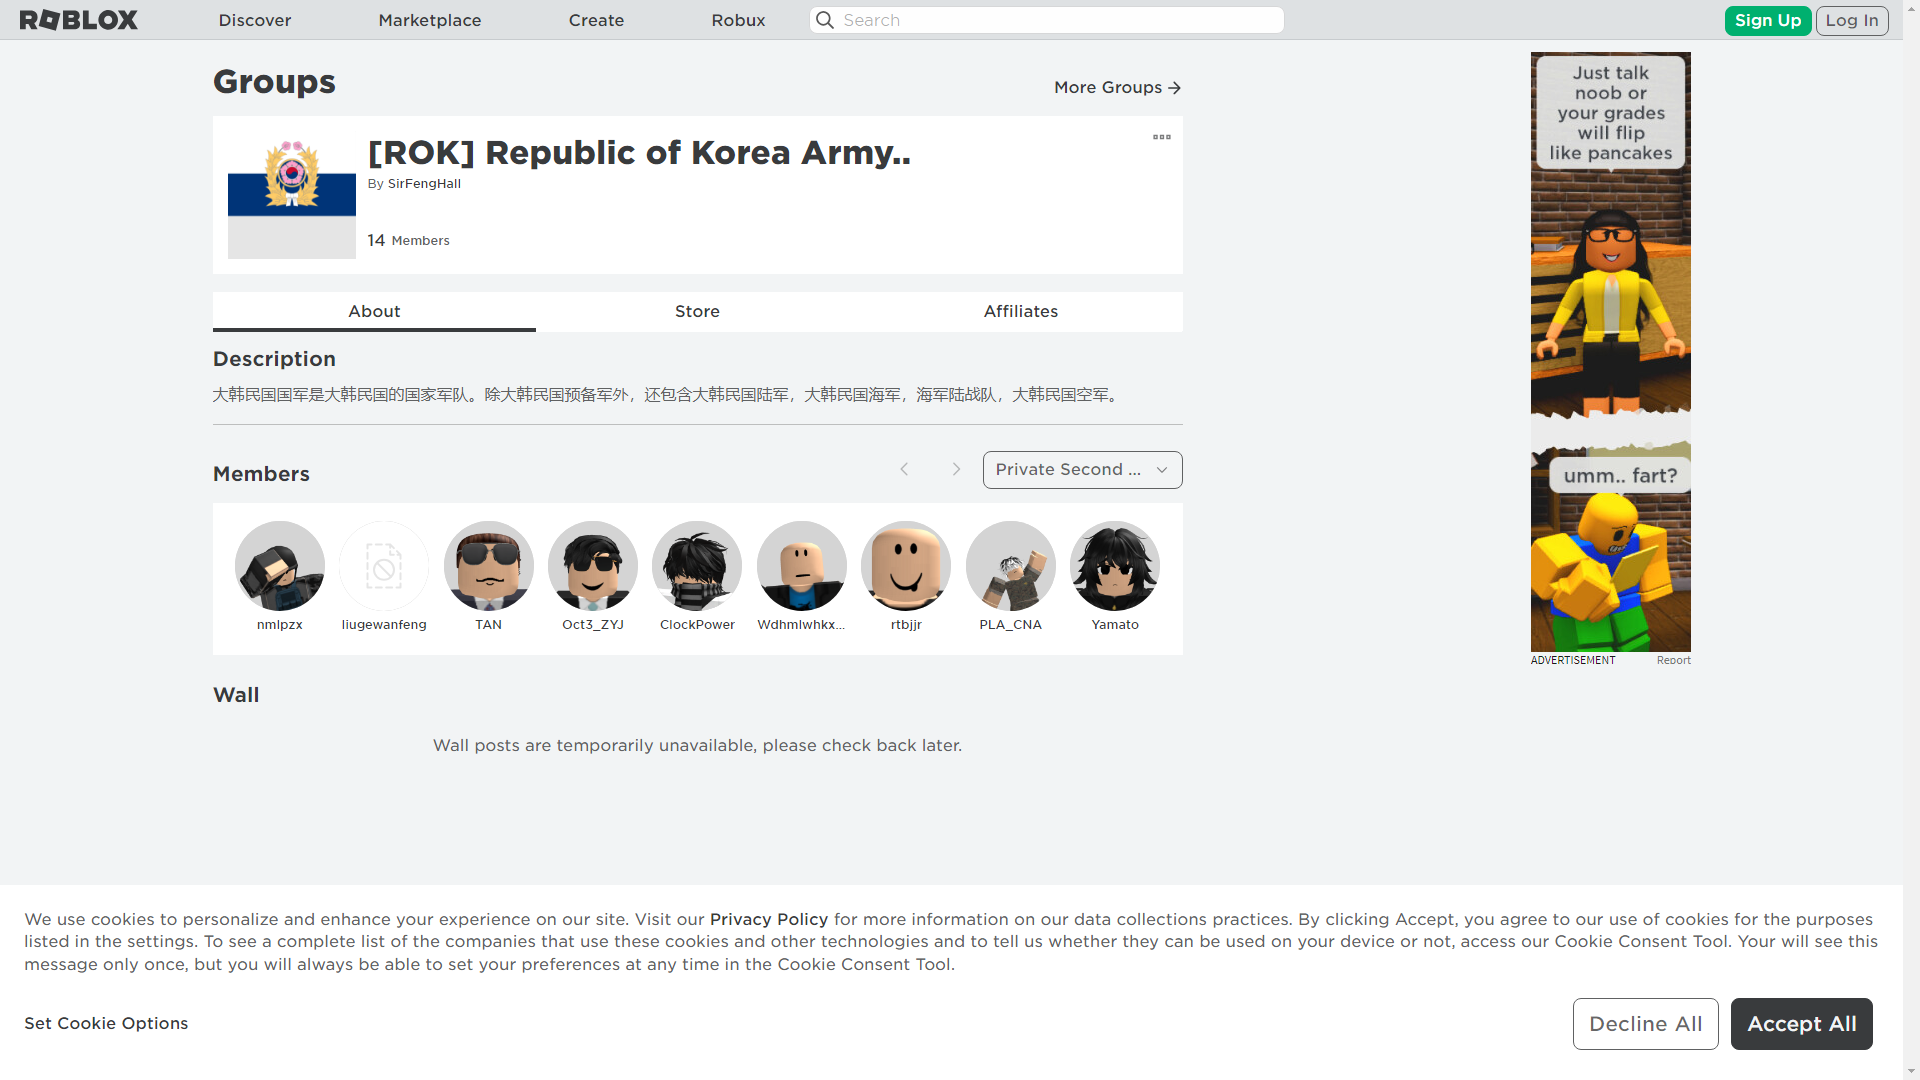 ROBLOX
Discover
Marketplace
Create
Robux
Search
Sign Up
Log In
Groups
More Groups
[ROK] Republic of Korea Army..
By SirFengHall
14 Members
About
Store
Affiliates
Description
大韩民国国军是大韩民国的国家军队。除大韩民国预备军外，还包含大韩民国陆军，大韩民国海军，海军陆战队，大韩民国空军。
Members
Private Second ...
nmlpzx
liugewanfeng
TAN
Oct3_ZYJ
ClockPower
Wdhmlwhkx...
rtbjjr
PLA_CNA
Yamato
Wall
Wall posts are temporarily unavailable, please check back later.
Just talk
noob or
your grades
will flip
like pancakes
umm.. fart?
ADVERTISEMENT
Report
We use cookies to personalize and enhance your experience on our site. Visit our Privacy Policy for more information on our data collections practices. By clicking Accept, you agree to our use of cookies for the purposes
listed in the settings. To see a complete list of the companies that use these cookies and other technologies and to tell us whether they can be used on your device or not, access our Cookie Consent Tool. Your will see this
message only once, but you will always be able to set your preferences at any time in the Cookie Consent Tool.
Set Cookie Options
Decline All
Accept All